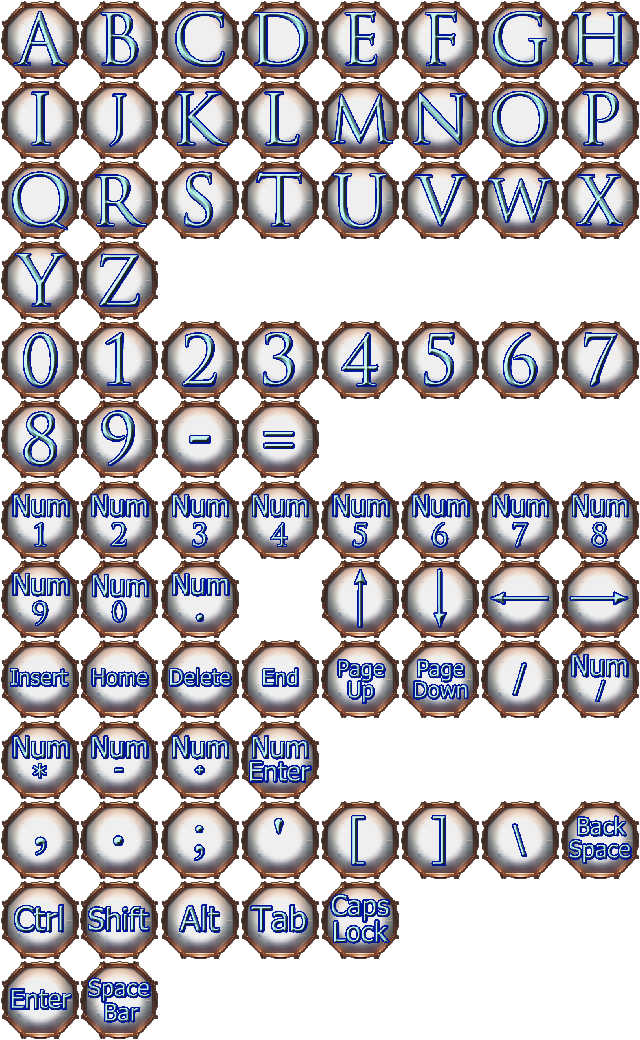 A B C D E F G H
I J K L M N O P
Q R S T U V W X
Y Z
0 1 2 3 4 5 6 7
8 9 - =
Num Num Num Num Num Num Num Num
1 2 3 4 5 6 7 8
Num Num Num ↑ ↓ ← →
9 0 .
Insert Home Delete End Page Up Page Down / Num /
Num Num Num Num
* - + Enter
, . ; ' [ ] \ Back Space
Ctrl Shift Alt Tab Caps Lock
Enter Space Bar